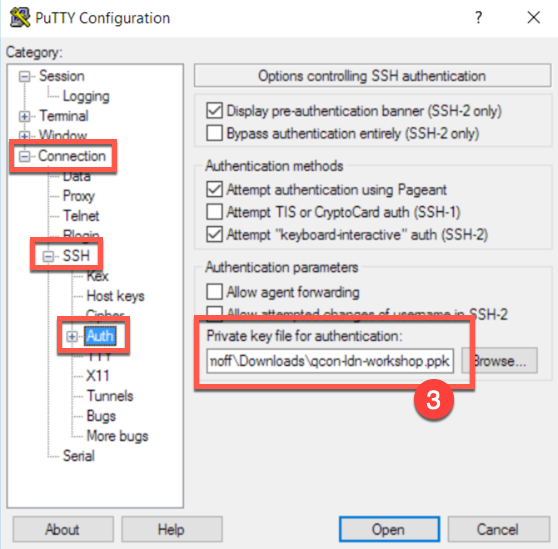 PuTTY Configuration
?
Category:
Session
Logging
Terminal
Window
Connection
Data
Proxy
Telnet
Rlogin
SSH
Kex
Host keys
Cipher
Auth
TTY
X11
Tunnels
Bugs
More bugs
Serial
Options controlling SSH authentication
Display pre-authentication banner (SSH-2 only)
Bypass authentication entirely (SSH-2 only)
Authentication methods
Attempt authentication using Pageant
Attempt TIS or CryptoCard auth (SSH-1)
Attempt "keyboard-interactive" auth (SSH-2)
Authentication parameters
Allow agent forwarding
Allow attempted changes of username in SSH-2
Private key file for authentication:
noff\Downloads\qcon-ldn-workshop.ppk
Browse...
3
About
Help
Open
Cancel